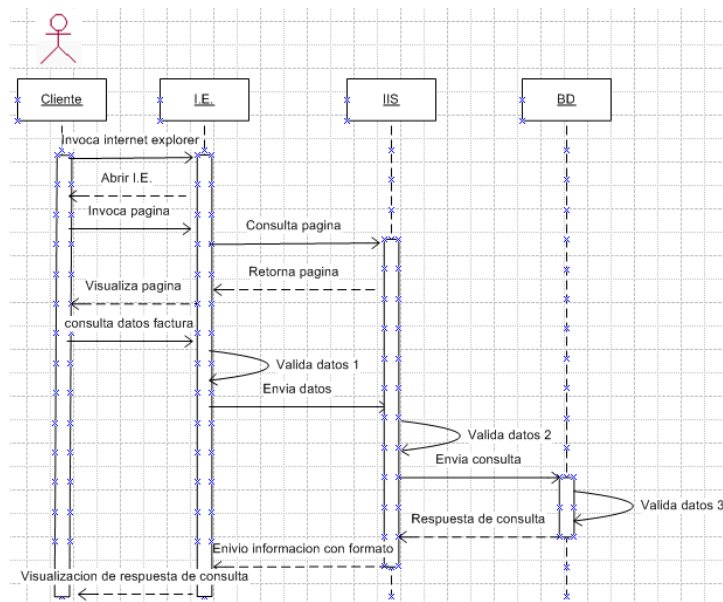 Cliente
I.E.
IIS
BD
Invoca internet explorer
Abrir I.E.
Invoca pagina
Consulta pagina
Retorna pagina
Visualiza pagina
consulta datos factura
Valida datos 1
Envia datos
Valida datos 2
Envia consulta
Valida datos 3
Respuesta de consulta
Enivio informacion con formato
Visualizacion de respuesta de consulta